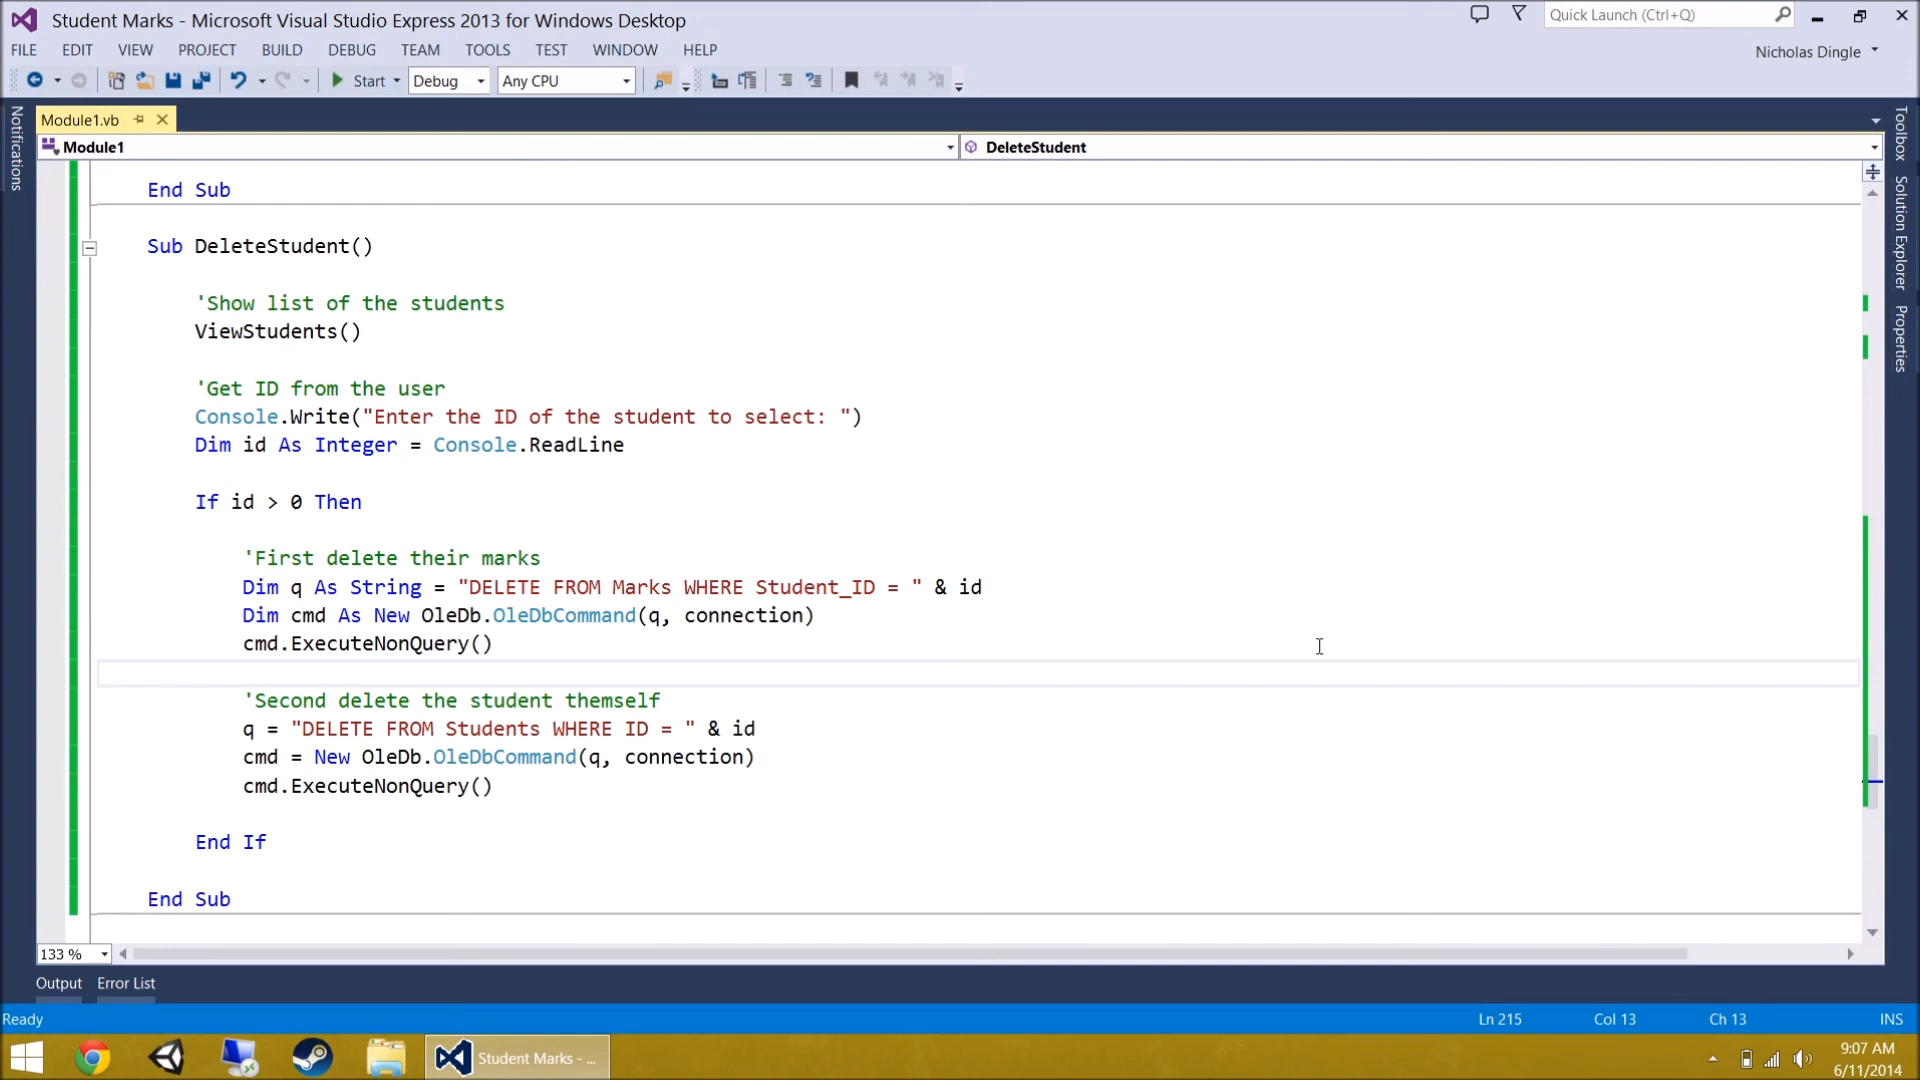 Student Marks - Microsoft Visual Studio Express 2013 for Windows Desktop
Quick Launch (Ctrl+Q)
FILE EDIT VIEW PROJECT BUILD DEBUG TEAM TOOLS TEST WINDOW HELP
Nicholas Dingle
Start Debug Any CPU
Notifications
Module1.vb
Module1 DeleteStudent
Toolbox
Solution Explorer
Properties
End Sub
Sub DeleteStudent()
'Show list of the students
ViewStudents()
'Get ID from the user
Console.Write("Enter the ID of the student to select: ")
Dim id As Integer = Console.ReadLine
If id > 0 Then
'First delete their marks
Dim q As String = "DELETE FROM Marks WHERE Student_ID = " & id
Dim cmd As New OleDb.OleDbCommand(q, connection)
cmd.ExecuteNonQuery()
'Second delete the student themself
q = "DELETE FROM Students WHERE ID = " & id
cmd = New OleDb.OleDbCommand(q, connection)
cmd.ExecuteNonQuery()
End If
End Sub
133 %
Output Error List
Ready Ln 215 Col 13 Ch 13 INS
Student Marks - ...
9:07 AM
6/11/2014